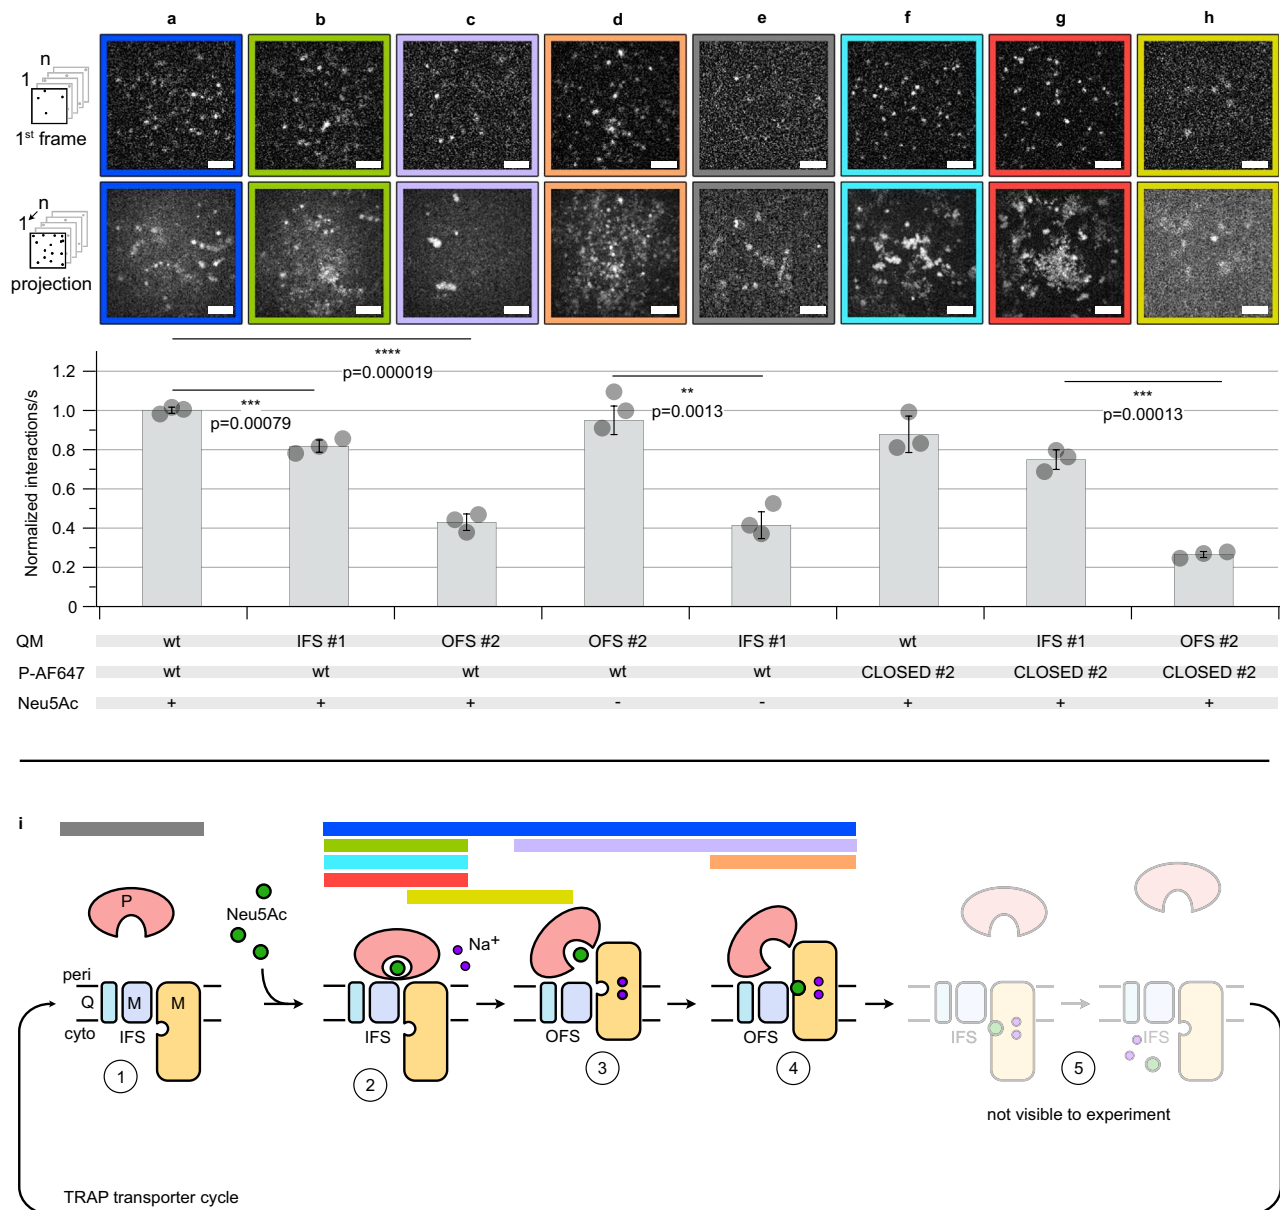 a b c d e f g h
n
1
1st frame
n
1
projection
Normalized interactions/s
1.2
1.0
0.8
0.6
0.4
0.2
0
****
p=0.000019
***
p=0.00079
**
p=0.0013
***
p=0.00013
QM wt IFS #1 OFS #2 OFS #2 IFS #1 wt IFS #1 OFS #2
P-AF647 wt wt wt wt wt CLOSED #2 CLOSED #2 CLOSED #2
Neu5Ac + + + - - + + +
i
P
Neu5Ac
Na+
peri
Q M M
cyto IFS
IFS
OFS
OFS
IFS
IFS
1
2
3
4
5
not visible to experiment
TRAP transporter cycle